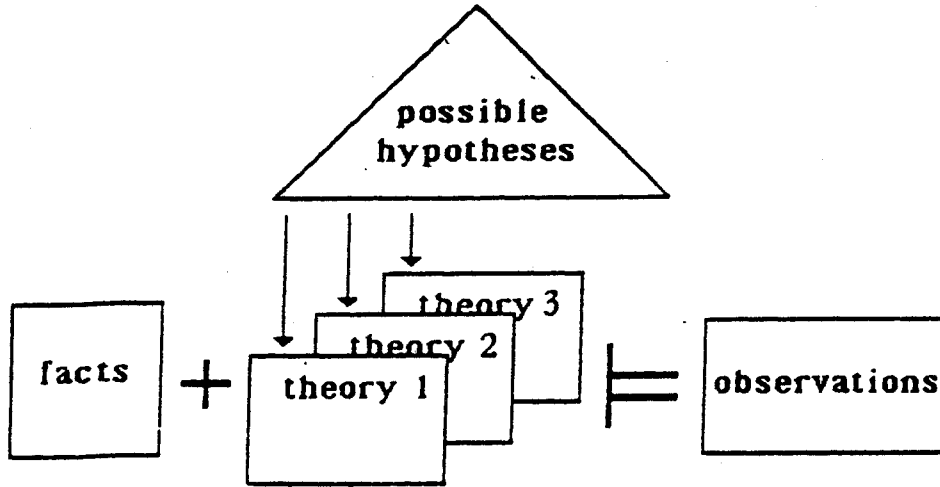 possible
hypotheses
theory 3
theory 2
theory 1
facts
+
⊨
observations